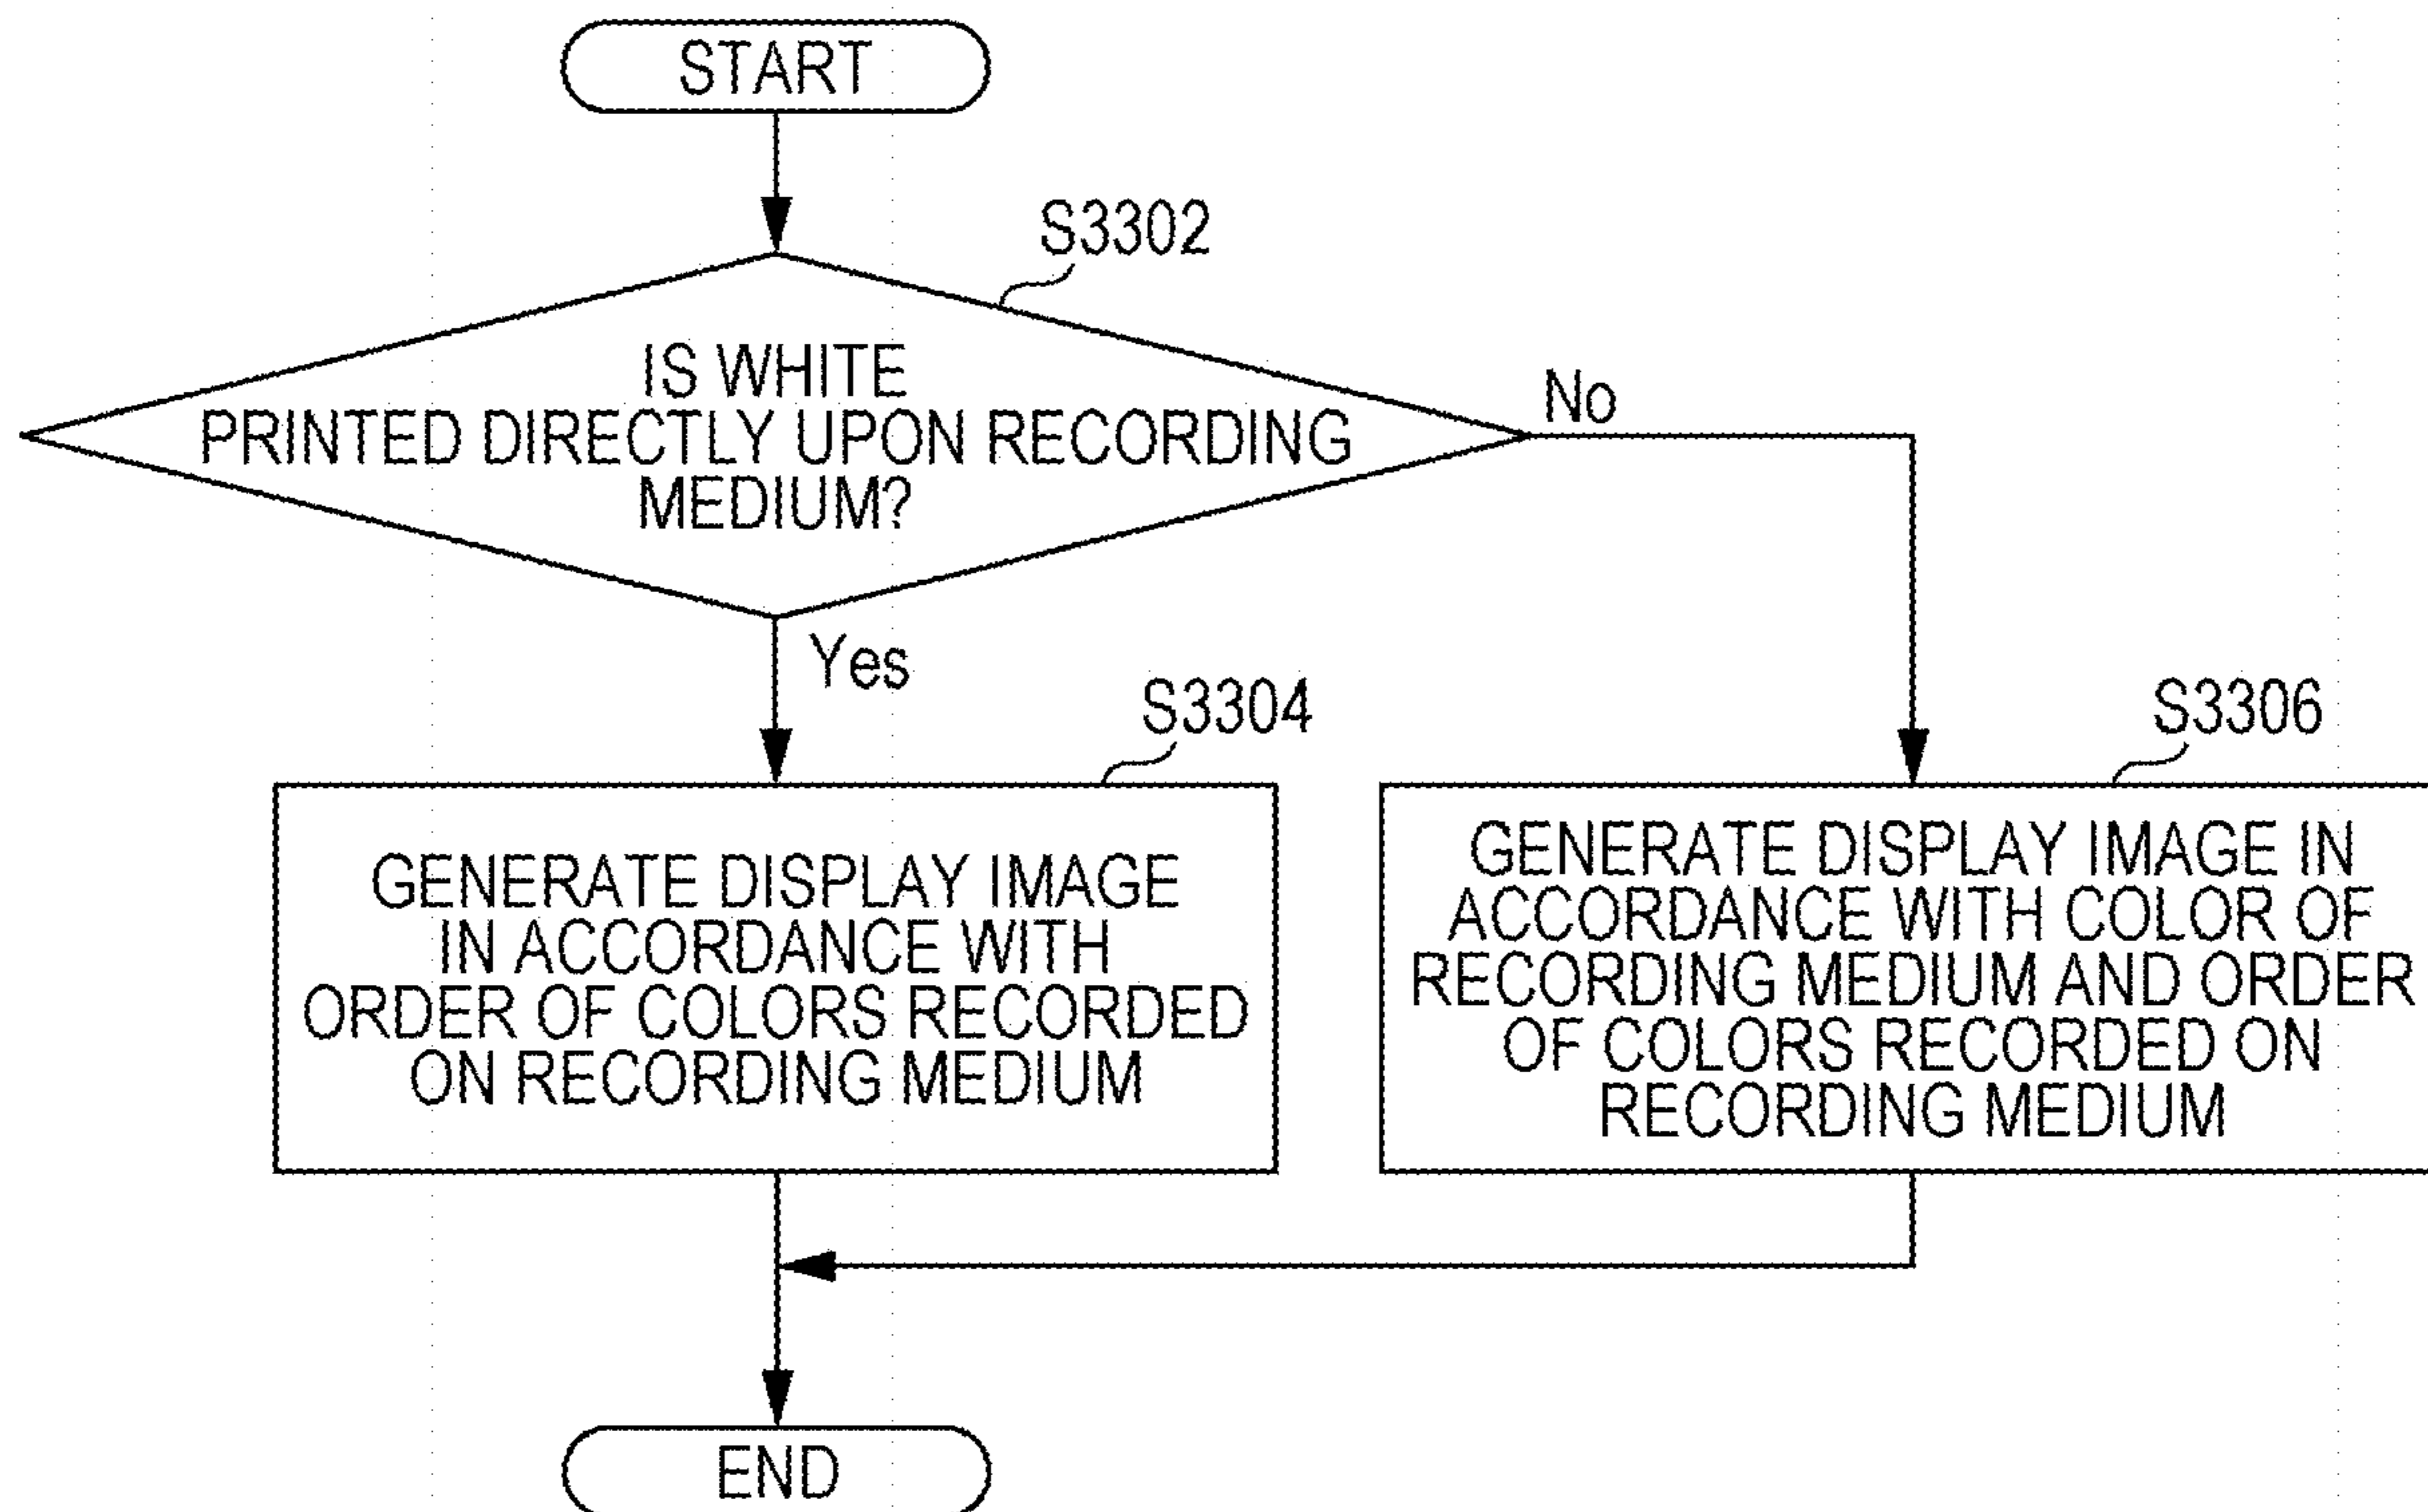 START
S3302
IS WHITE
PRINTED DIRECTLY UPON RECORDING
MEDIUM?
No
Yes
S3304
GENERATE DISPLAY IMAGE
IN ACCORDANCE WITH
ORDER OF COLORS RECORDED
ON RECORDING MEDIUM
S3306
GENERATE DISPLAY IMAGE IN
ACCORDANCE WITH COLOR OF
RECORDING MEDIUM AND ORDER
OF COLORS RECORDED ON
RECORDING MEDIUM
END